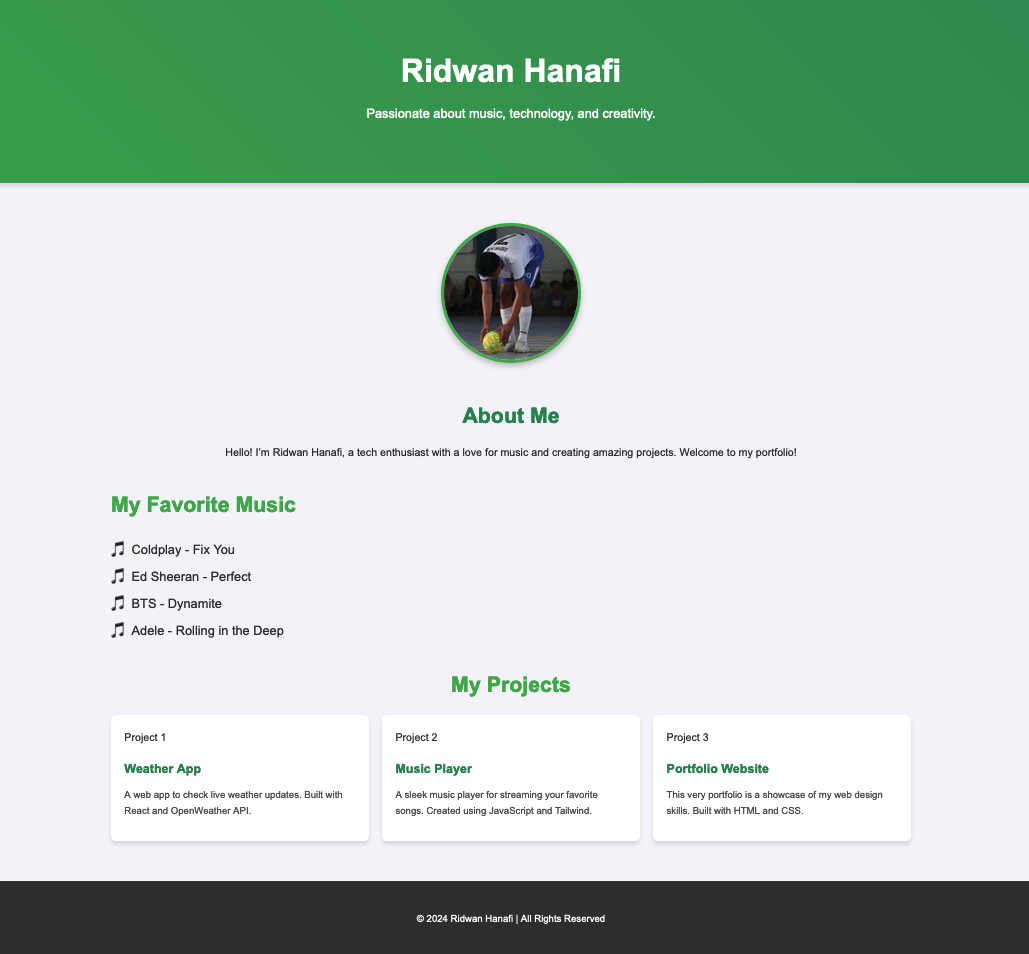 Ridwan Hanafi
Passionate about music, technology, and creativity.
About Me
Hello! I'm Ridwan Hanafi, a tech enthusiast with a love for music and creating amazing projects. Welcome to my portfolio!
My Favorite Music
🎵 Coldplay - Fix You
🎵 Ed Sheeran - Perfect
🎵 BTS - Dynamite
🎵 Adele - Rolling in the Deep
My Projects
Project 1
Weather App
A web app to check live weather updates. Built with
React and OpenWeather API.
Project 2
Music Player
A sleek music player for streaming your favorite
songs. Created using JavaScript and Tailwind.
Project 3
Portfolio Website
This very portfolio is a showcase of my web design
skills. Built with HTML and CSS.
© 2024 Ridwan Hanafi | All Rights Reserved